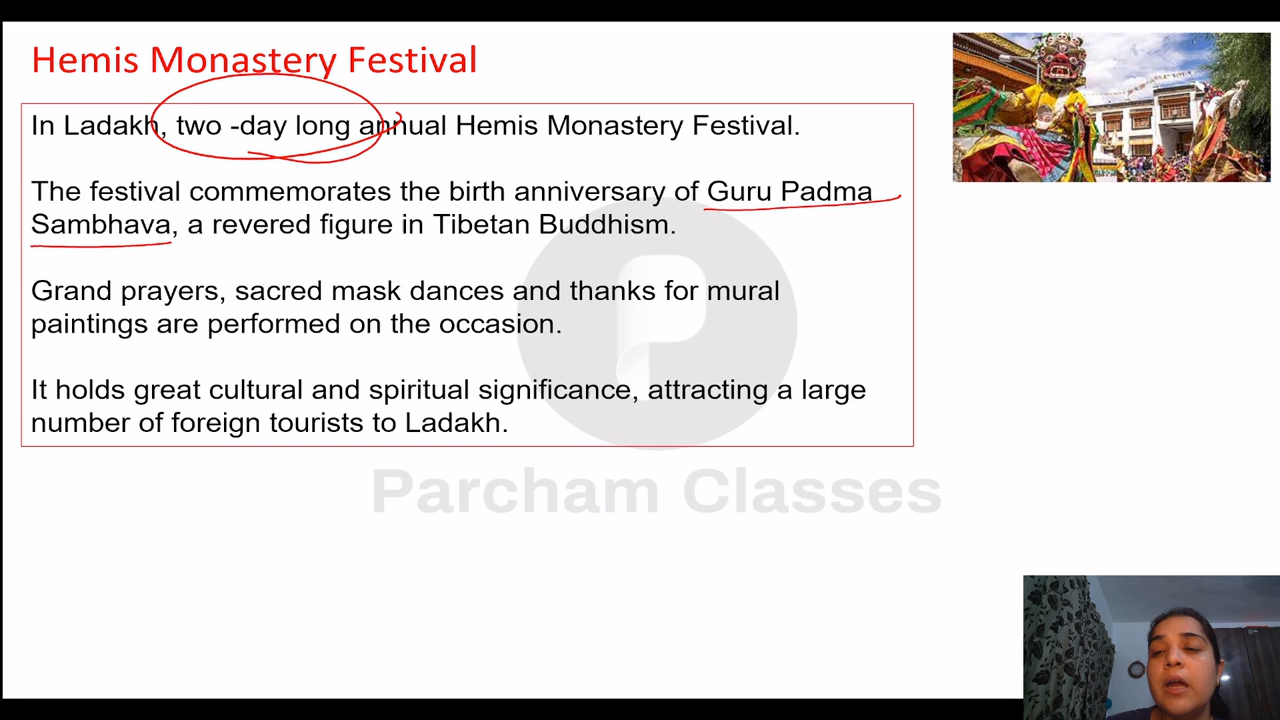 Hemis Monastery Festival
In Ladakh, two -day long annual Hemis Monastery Festival.
The festival commemorates the birth anniversary of Guru Padma
Sambhava, a revered figure in Tibetan Buddhism.
Grand prayers, sacred mask dances and thanks for mural
paintings are performed on the occasion.
It holds great cultural and spiritual significance, attracting a large
number of foreign tourists to Ladakh.
Parcham Classes